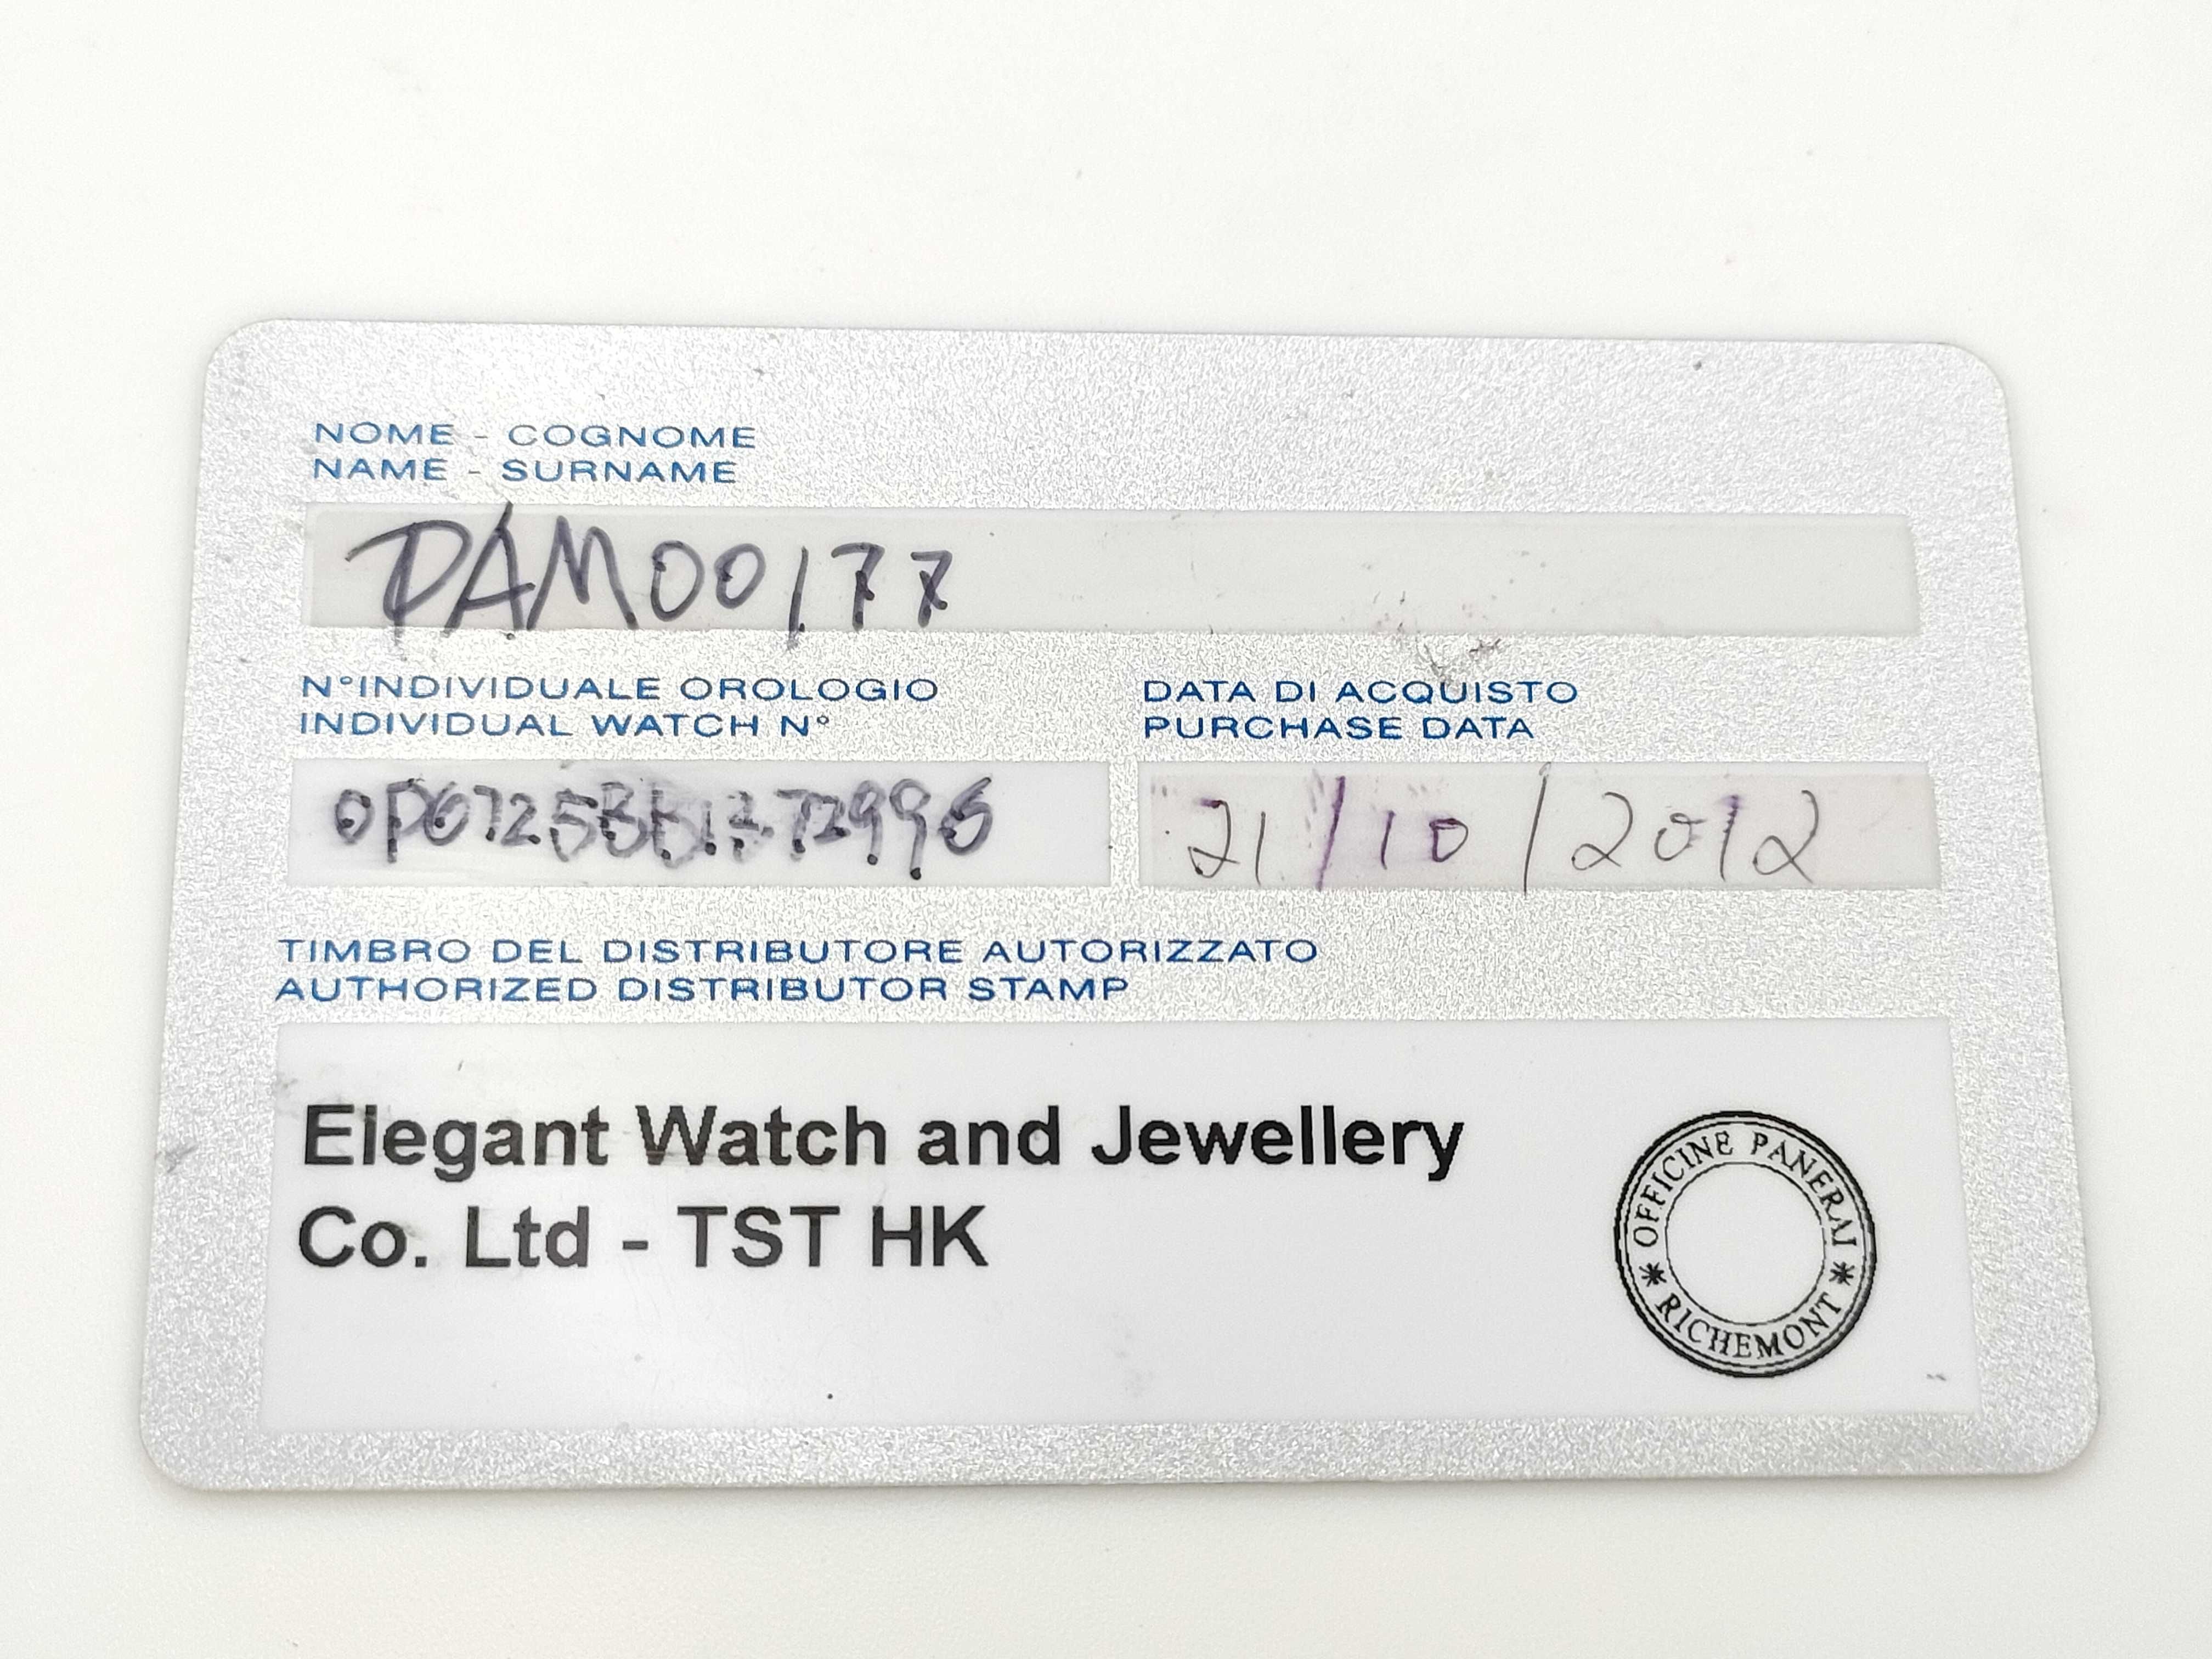 NOME - COGNOME
NAME - SURNAME
PAM00177
N°INDIVIDUALE OROLOGIO
INDIVIDUAL WATCH N°
DATA DI ACQUISTO
PURCHASE DATA
21/10/2012
TIMBRO DEL DISTRIBUTORE AUTORIZZATO
AUTHORIZED DISTRIBUTOR STAMP
Elegant Watch and Jewellery
Co. Ltd - TST HK
OFFICINE PANERAI
* RICHEMONT *